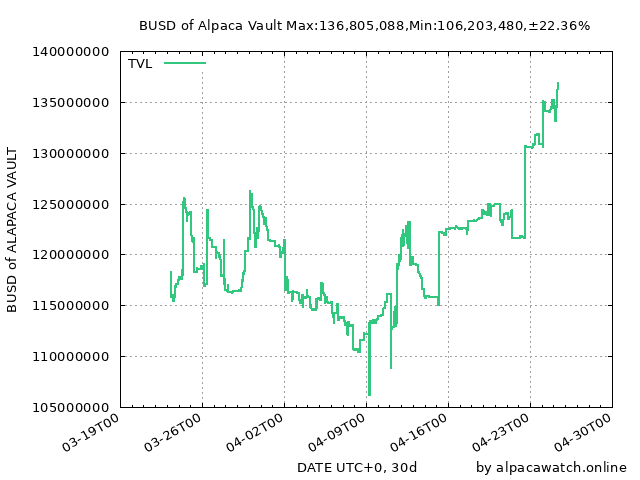 BUSD of Alpaca Vault Max:136,805,088,Min:106,203,480,±22.36%
140000000
TVL
135000000
130000000
125000000
120000000
115000000
110000000
105000000
BUSD of ALAPACA VAULT
03-19T00
03-26T00
04-02T00
04-09T00
04-16T00
04-23T00
04-30T00
DATE UTC+0, 30d
by alpacawatch.online